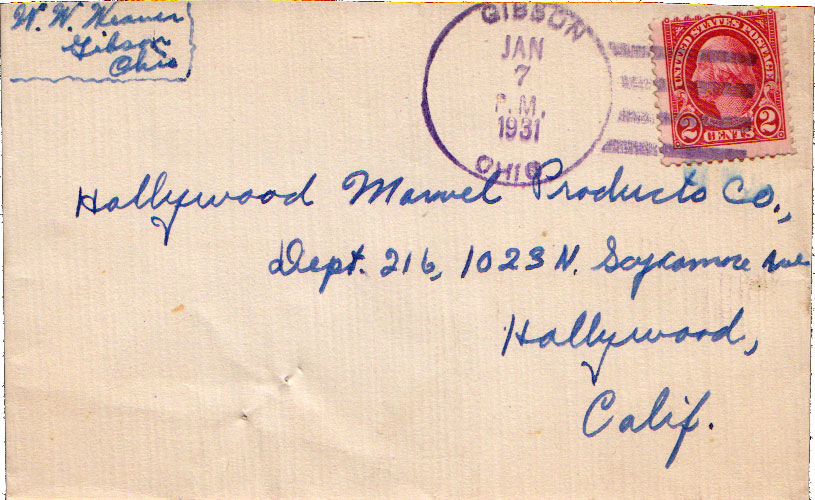 W. W. Weaver
Gibson
Ohio
GIBSON
JAN
7
P.M.
1931
OHIO
UNITED STATES POSTAGE
2 CENTS 2
Hollywood Marvel Products Co.,
Dept. 216, 1023 N. Sycamore Ave
Hollywood,
Calif.